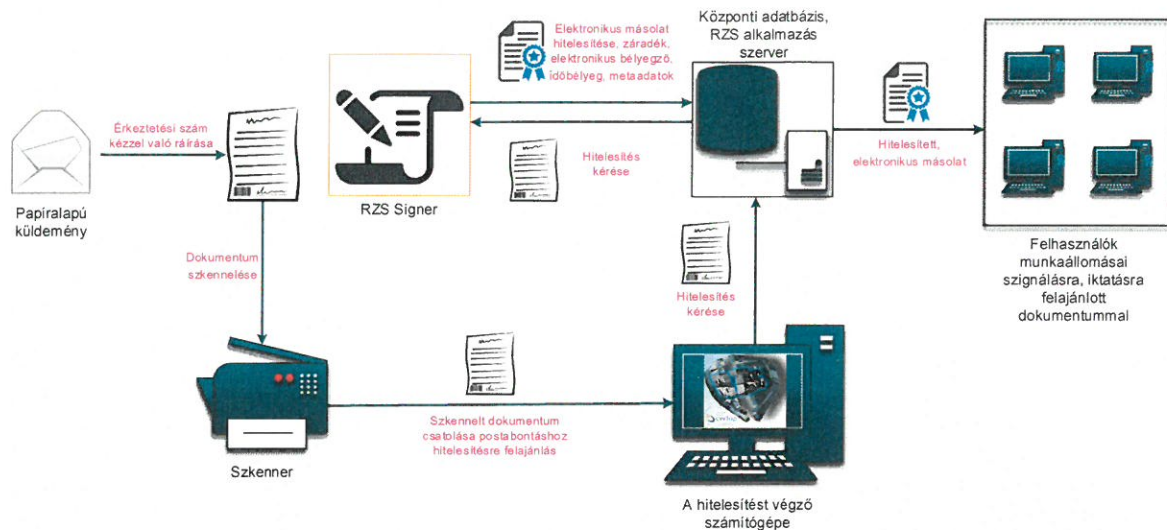 Érkeztetési szám
kézzel való ráírása
Papíralapú
küldemény
Dokumentum
szkennelése
Szkenner
RZS Signer
Elektronikus másolat
hitelesítése, záradék,
elektronikus bélyegző,
időbélyeg, metaadatok
Hitelesítés
kérése
Központi adatbázis,
RZS alkalmazás
szerver
Hitelesített,
elektronikus másolat
Felhasználók
munkaállomásai
szignálásra, iktatásra
felajánlott
dokumentummal
Hitelesítés
kérése
Szkennelt dokumentum
csatolása postabontáshoz
hitelesítésre felajánlás
A hitelesítést végző
számítógépe